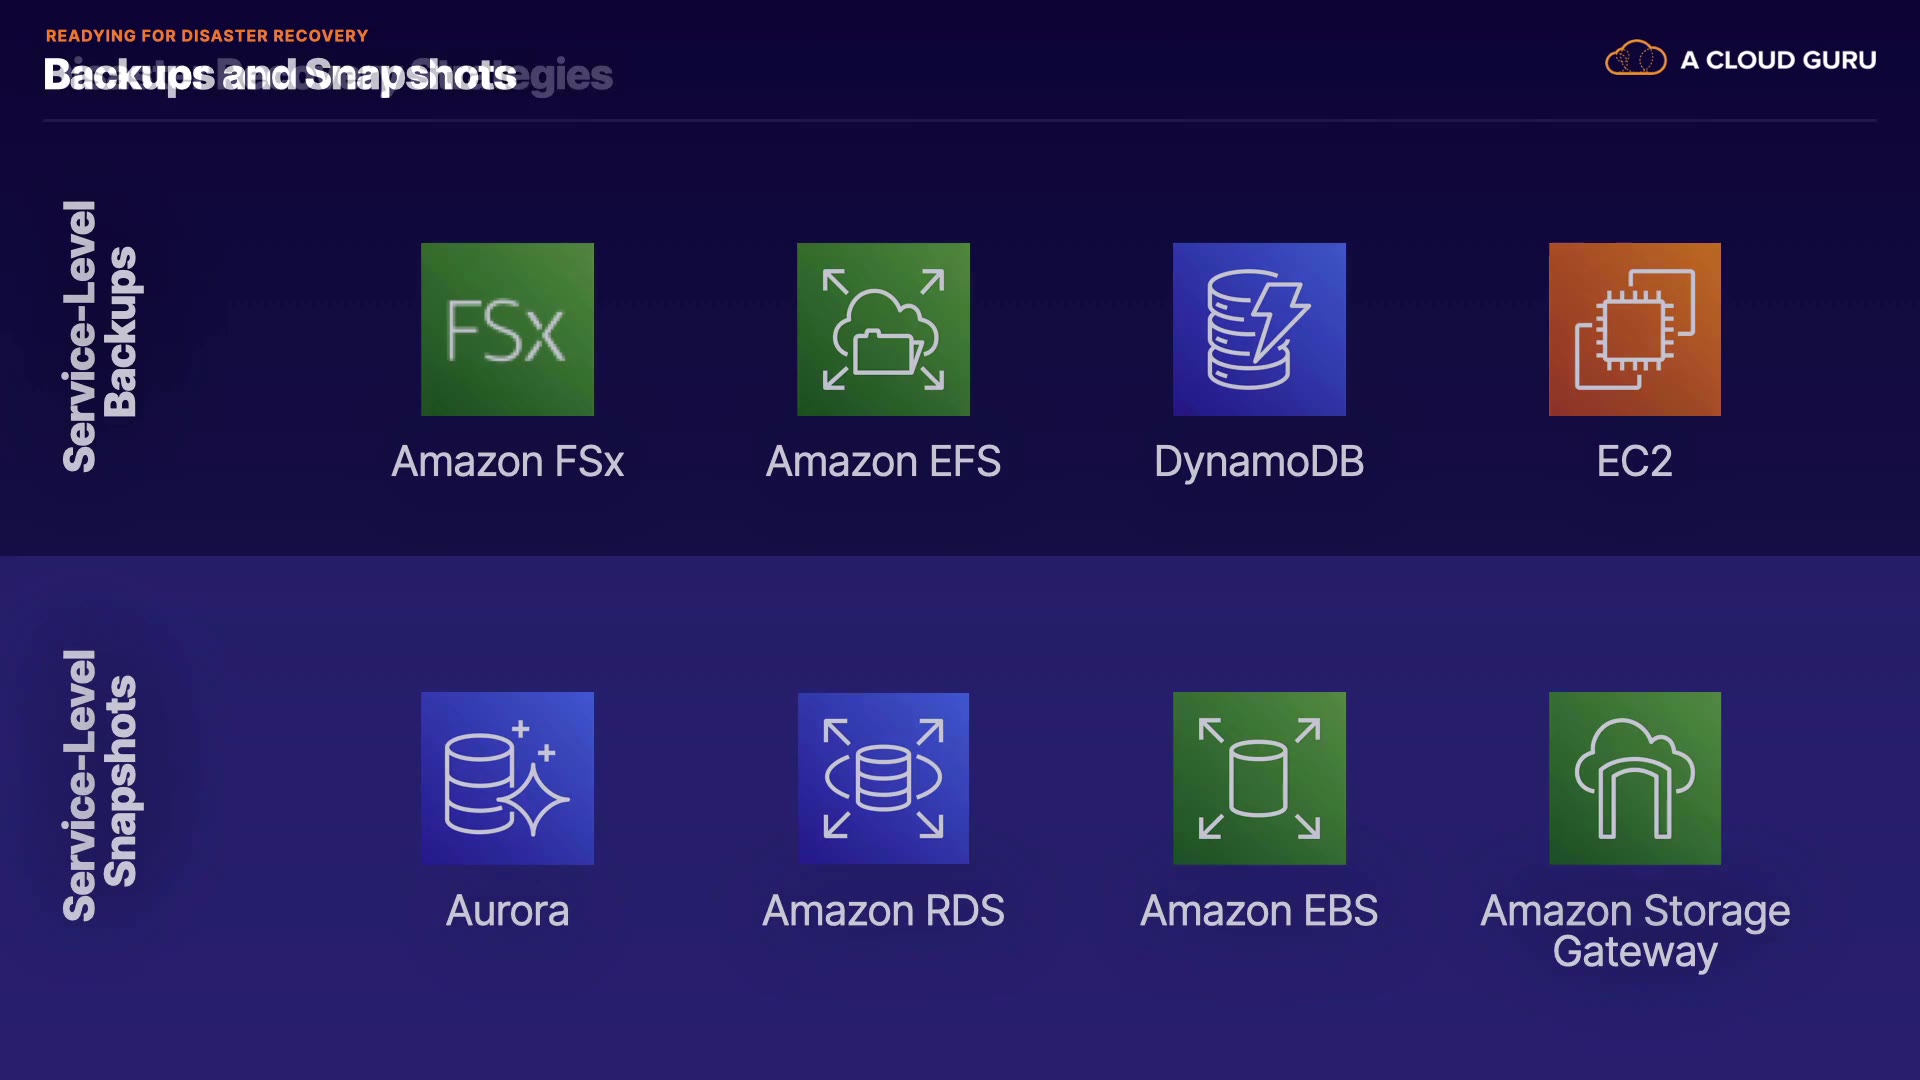 READYING FOR DISASTER RECOVERY
Backups and Snapshots
A CLOUD GURU
Service-Level
Backups
FSx
Amazon FSx
Amazon EFS
DynamoDB
EC2
Service-Level
Snapshots
Aurora
Amazon RDS
Amazon EBS
Amazon Storage
Gateway